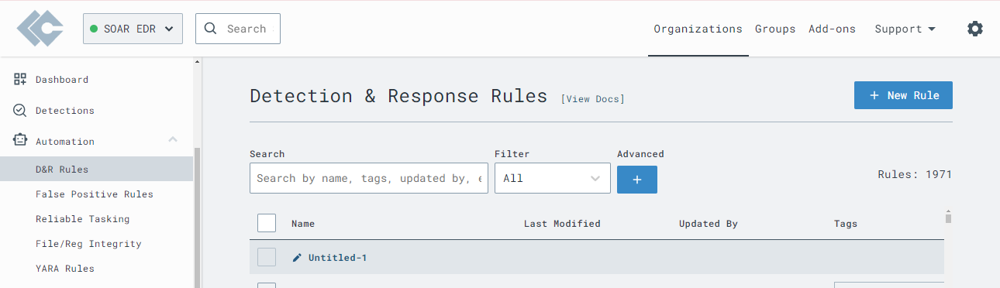 SOAR EDR
Search
Organizations
Groups
Add-ons
Support
Dashboard
Detections
Automation
D&R Rules
False Positive Rules
Reliable Tasking
File/Reg Integrity
YARA Rules
Detection & Response Rules [View Docs]
+ New Rule
Search
Filter
Advanced
Search by name, tags, updated by, e
All
+
Rules: 1971
Name
Last Modified
Updated By
Tags
Untitled-1